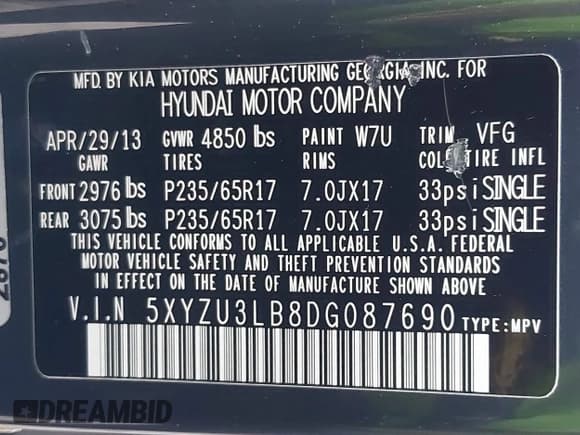 MFD. BY KIA MOTORS MANUFACTURING GEORGIA, INC. FOR
HYUNDAI MOTOR COMPANY
APR/29/13 GVWR 4850 lbs PAINT W7U TRIM VFG
GAWR TIRES RIMS COLD TIRE INFL
FRONT 2976 lbs P235/65R17 7.0JX17 33psi SINGLE
REAR 3075 lbs P235/65R17 7.0JX17 33psi SINGLE
THIS VEHICLE CONFORMS TO ALL APPLICABLE U.S.A. FEDERAL
MOTOR VEHICLE SAFETY AND THEFT PREVENTION STANDARDS
IN EFFECT ON THE DATE OF MANUFACTURE SHOWN ABOVE.
V.I.N 5XYZU3LB8DG087690 TYPE:MPV
DREAMBID